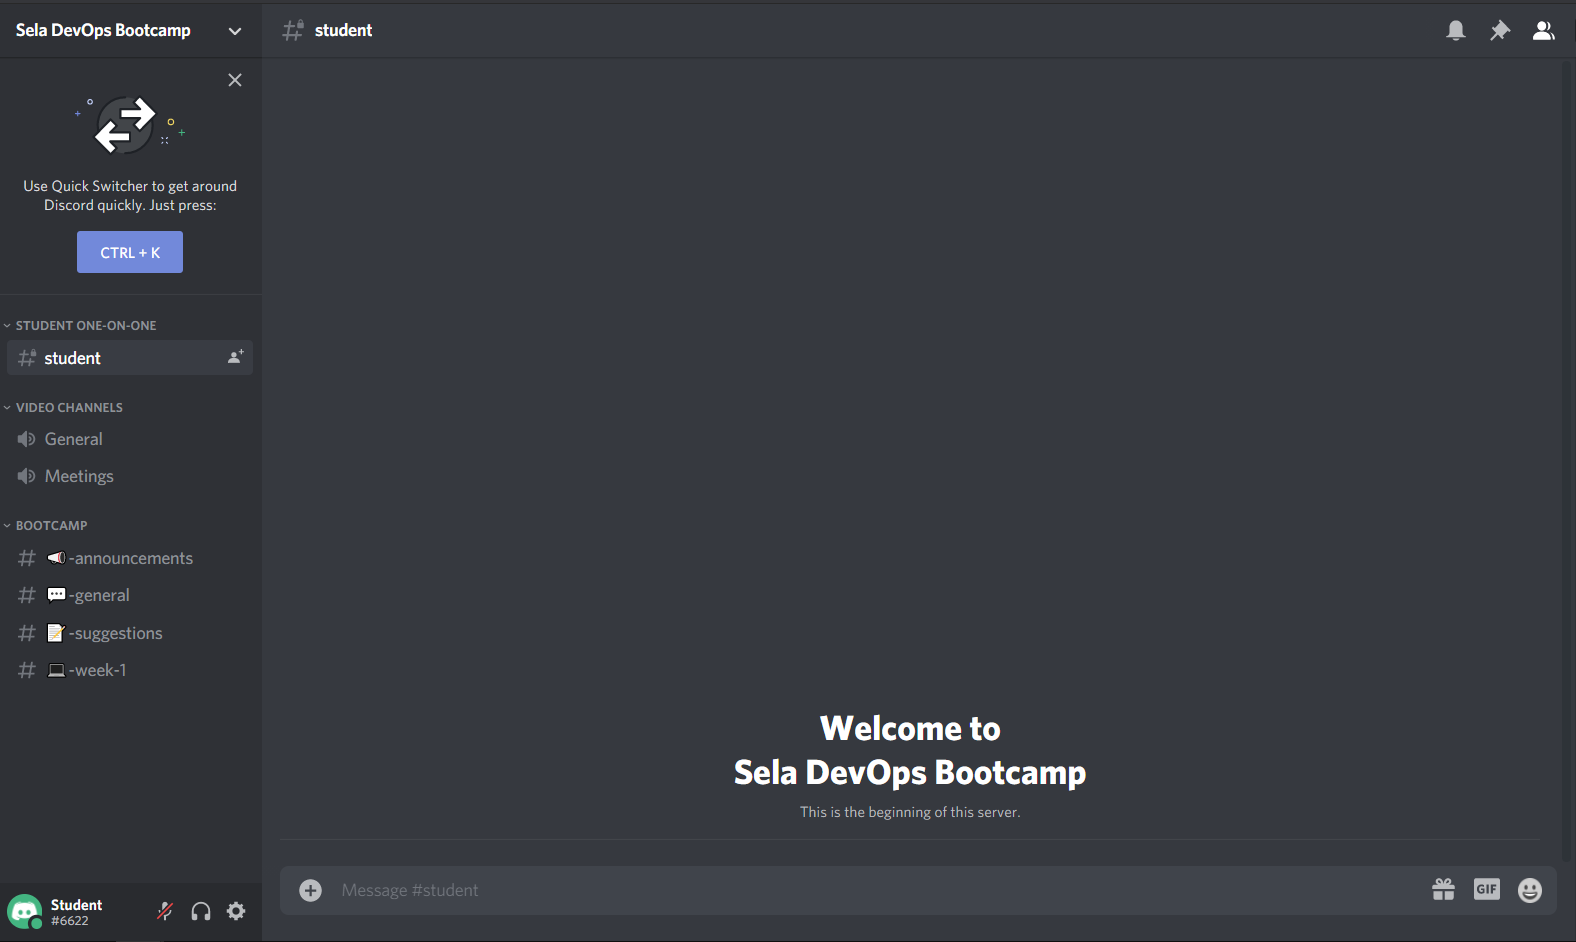 Sela DevOps Bootcamp
student
Use Quick Switcher to get around
Discord quickly. Just press:
CTRL + K
STUDENT ONE-ON-ONE
student
VIDEO CHANNELS
General
Meetings
BOOTCAMP
-announcements
-general
-suggestions
-week-1
Welcome to
Sela DevOps Bootcamp
This is the beginning of this server.
Message #student
GIF
Student
#6622